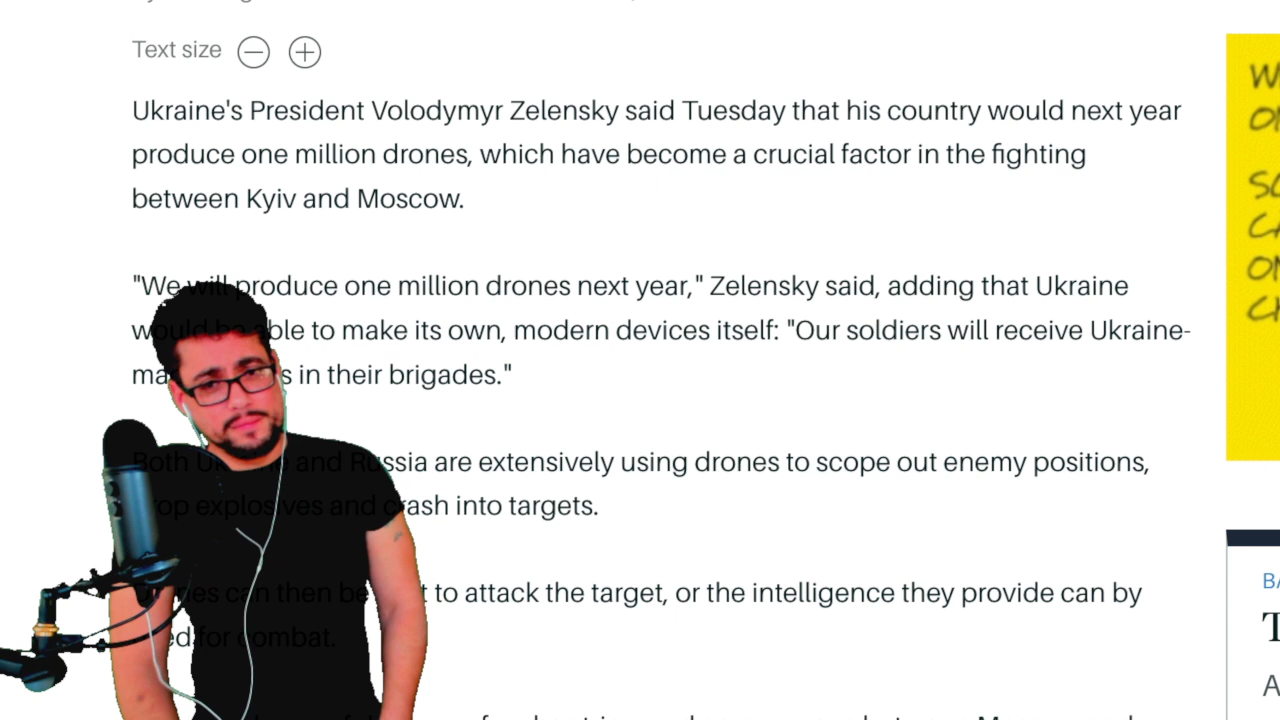 Text size
Ukraine's President Volodymyr Zelensky said Tuesday that his country would next year
produce one million drones, which have become a crucial factor in the fighting
between Kyiv and Moscow.
"We will produce one million drones next year," Zelensky said, adding that Ukraine
would be able to make its own, modern devices itself: "Our soldiers will receive Ukraine-
in their brigades."
Both Ukraine and Russia are extensively using drones to scope out enemy positions,
drop explosives and crash into targets.
can then be to attack the target, or the intelligence they provide can by
for combat.